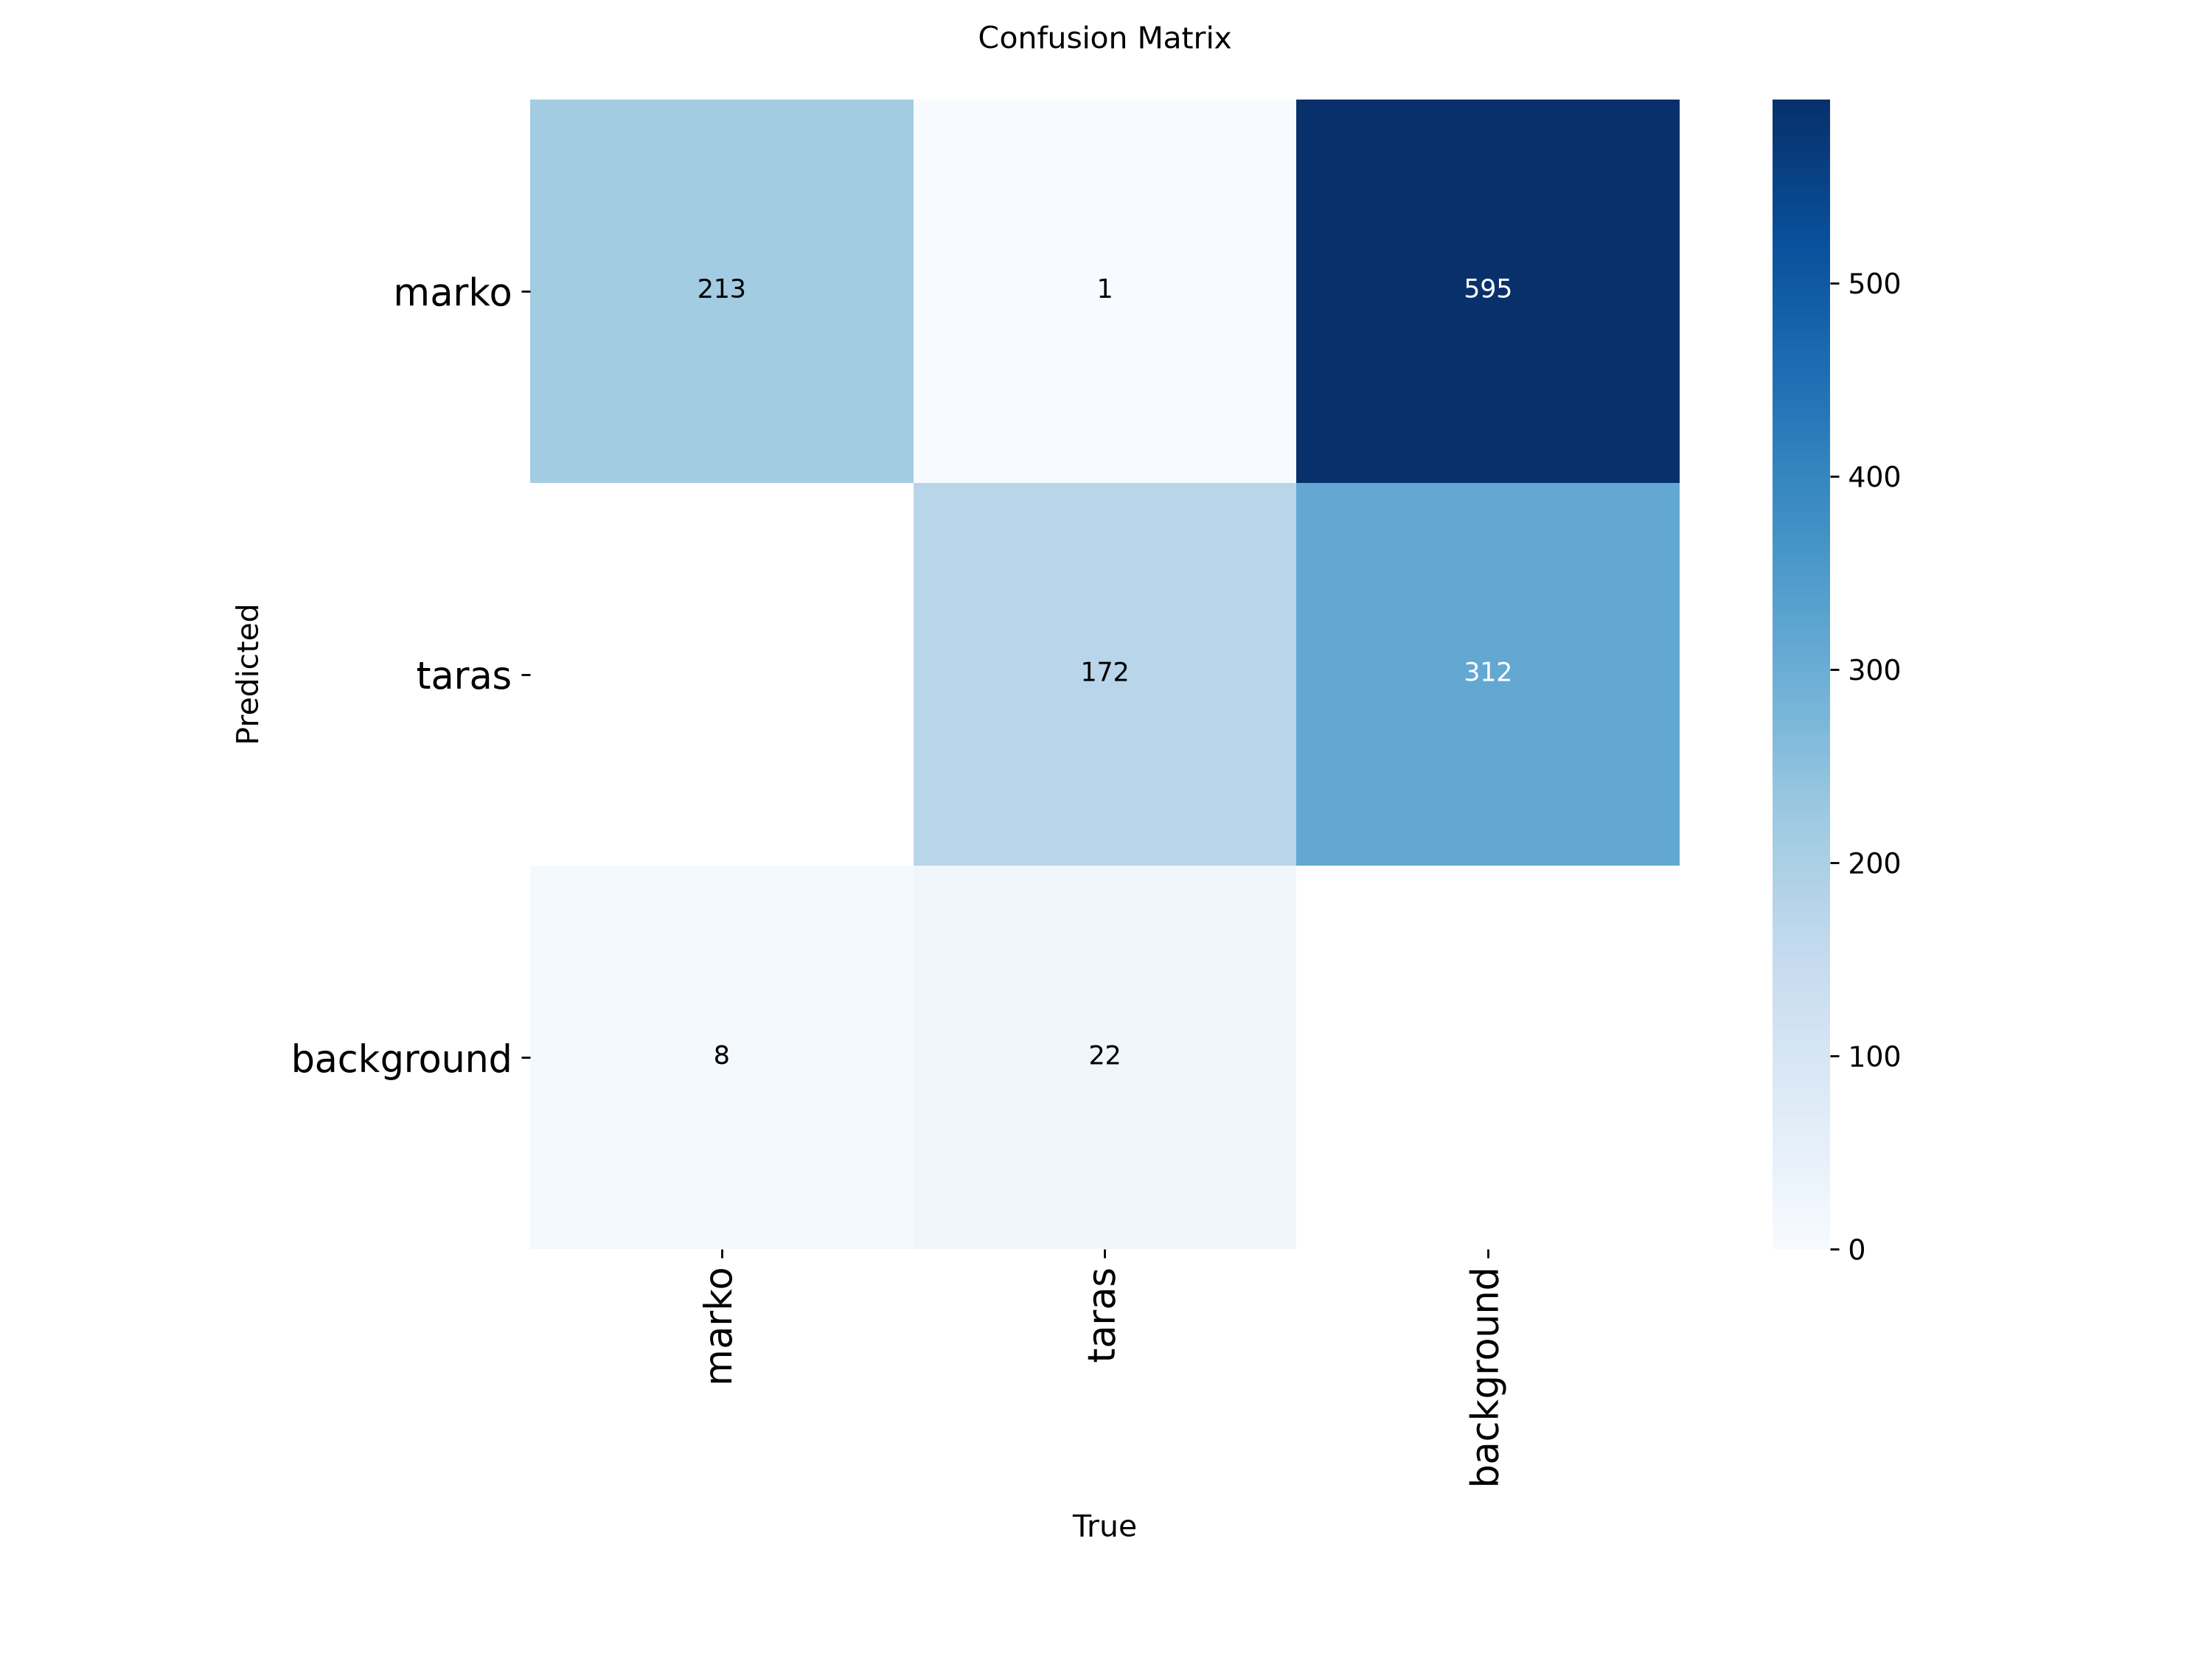 Confusion Matrix
marko
213
1
595
500
400
Predicted
taras
172
312
300
200
background
8
22
100
0
marko
taras
background
True